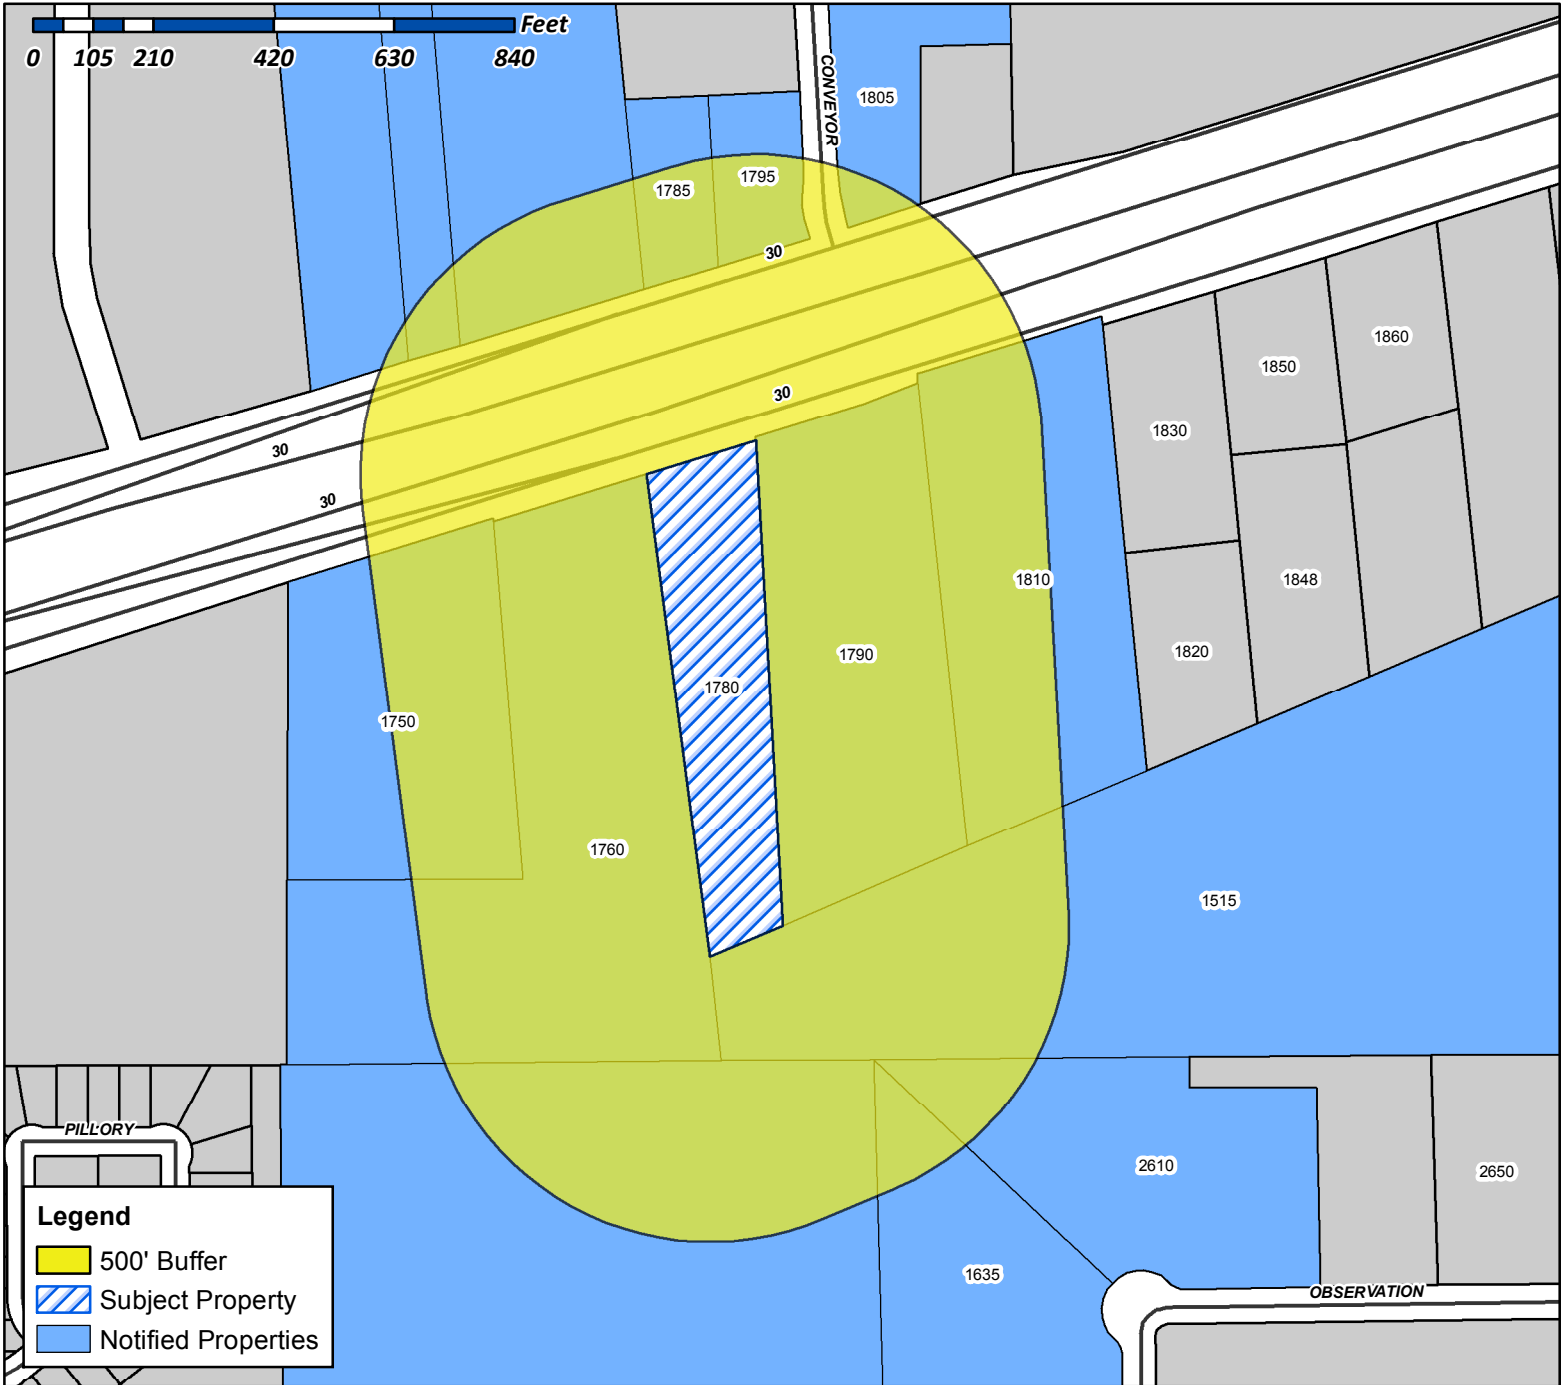 Feet
0 105 210 420 630 840
CONVEYOR
1805
1785
1795
30
30
30
30
1860
1850
1830
1810
1848
1820
1790
1780
1750
1760
1515
PILLORY
2610
2650
1635
OBSERVATION
Legend
500' Buffer
Subject Property
Notified Properties